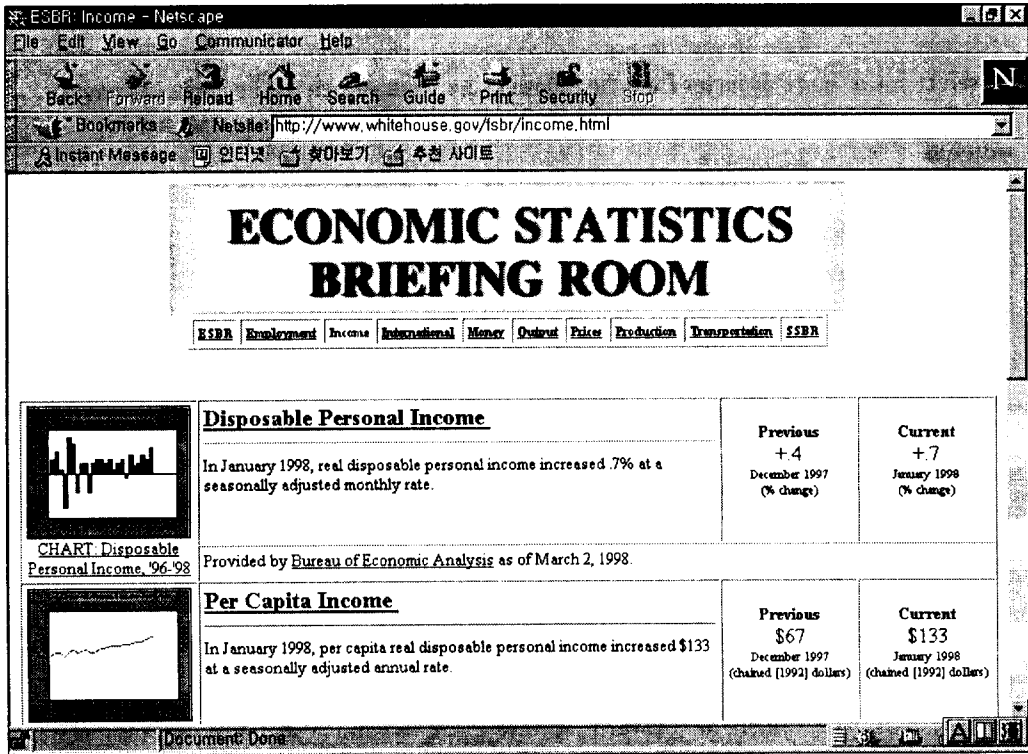 ESBR: Income - Netscape
File Edit View Go Communicator Help
Back Forward Reload Home Search Guide Print Security Stop
Bookmarks Netsite: http://www.whitehouse.gov/fsbr/income.html
Instant Message 인터넷 찾아보기 추천 사이트
N
ECONOMIC STATISTICS
BRIEFING ROOM
ESBR Employment Income International Money Output Prices Production Transportation SSBR
Disposable Personal Income
In January 1998, real disposable personal income increased .7% at a
seasonally adjusted monthly rate.
Previous
+.4
December 1997
(% change)
Current
+.7
January 1998
(% change)
CHART: Disposable
Personal Income, '96-'98
Provided by Bureau of Economic Analysis as of March 2, 1998.
Per Capita Income
In January 1998, per capita real disposable personal income increased $133
at a seasonally adjusted annual rate.
Previous
$67
December 1997
(chained [1992] dollars)
Current
$133
January 1998
(chained [1992] dollars)
Document: Done